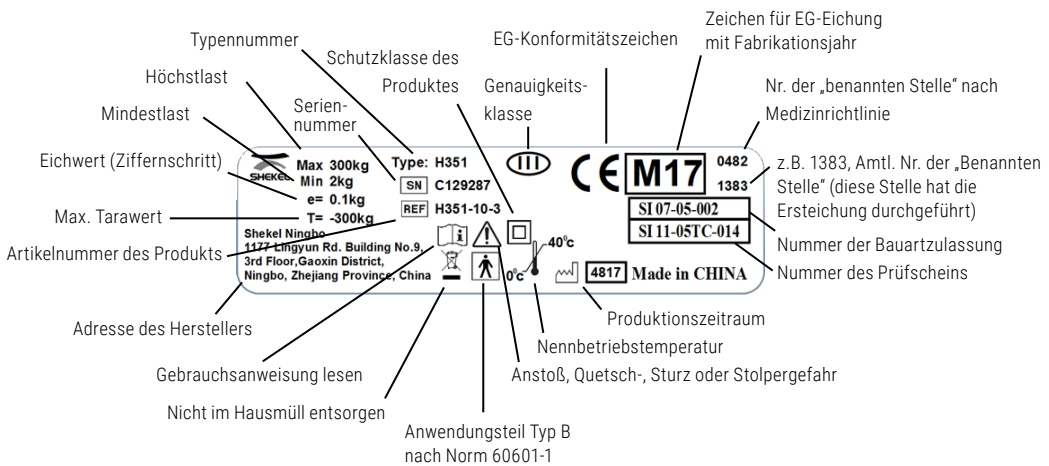 Typennummer
Schutzklasse des
Produktes
Höchstlast
Mindestlast
Serien-
nummer
Eichwert (Ziffernschritt)
Max. Tarawert
Artikelnummer des Produkts
EG-Konformitätszeichen
Genauigkeits-
klasse
Zeichen für EG-Eichung
mit Fabrikationsjahr
Nr. der „benannten Stelle“ nach
Medizinrichtlinie
z.B. 1383, Amtl. Nr. der „Benannten
Stelle“ (diese Stelle hat die
Ersteichung durchgeführt)
Nummer der Bauartzulassung
Nummer des Prüfscheins
SHEKEL
Max 300kg
Min 2kg
e= 0.1kg
T= -300kg
Type: H351
SN C129287
REF H351-10-3
III
CE M17 0482
1383
SI 07-05-002
SI 11-05TC-014
Shekel Ningbo
1177 Lingyun Rd. Building No.9,
3rd Floor,Gaoxin District,
Ningbo, Zhejiang Province, China
i
40°c
0°c
4817 Made in CHINA
Adresse des Herstellers
Gebrauchsanweisung lesen
Nicht im Hausmüll entsorgen
Anwendungsteil Typ B
nach Norm 60601-1
Anstoß, Quetsch-, Sturz oder Stolpergefahr
Nennbetriebstemperatur
Produktionszeitraum